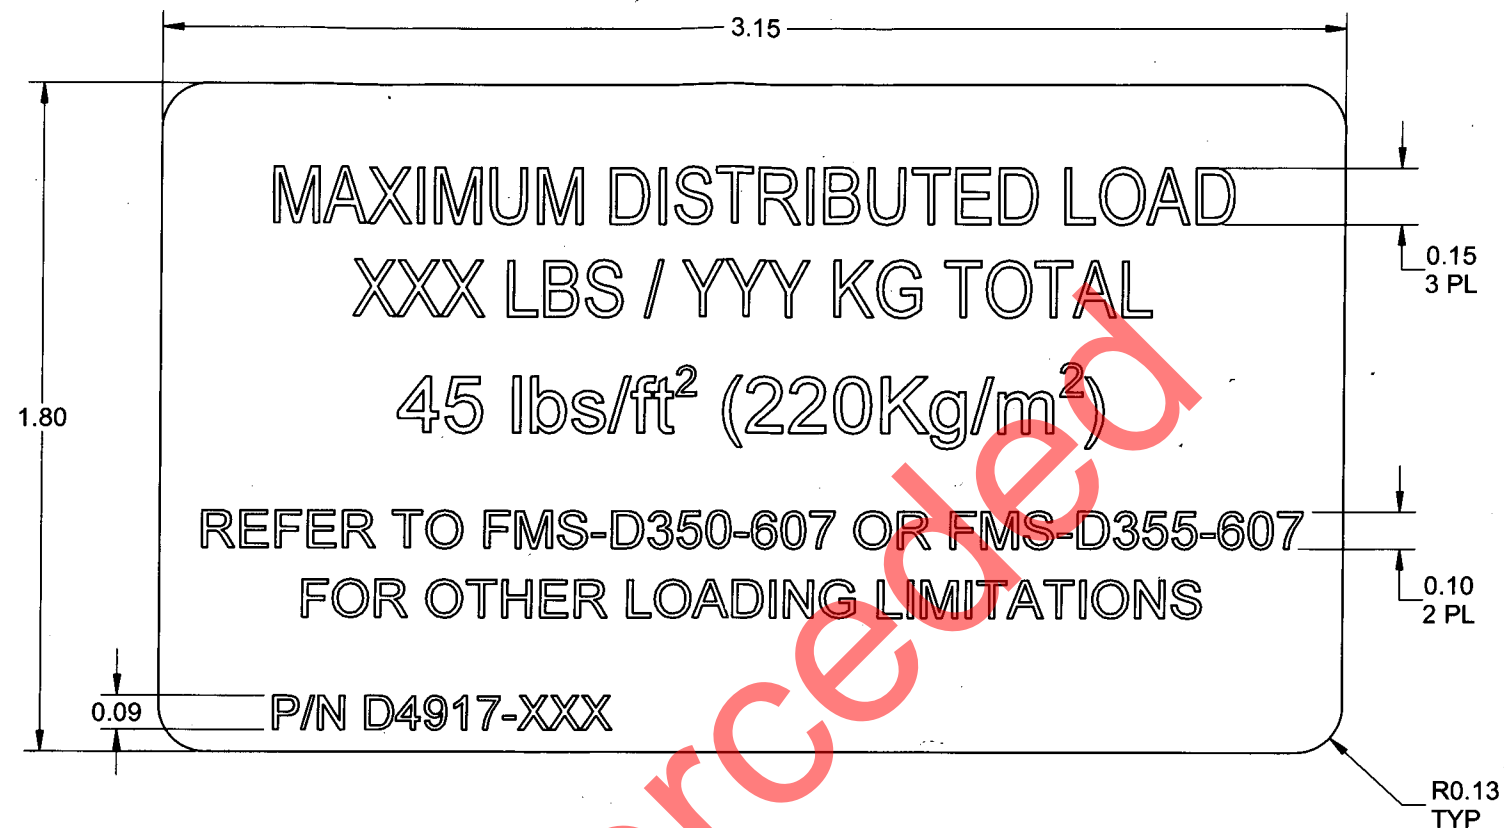 3.15
MAXIMUM DISTRIBUTED LOAD
XXX LBS / YYY KG TOTAL
0.15
3 PL
45 lbs/ft² (220Kg/m²)
1.80
REFER TO FMS-D350-607 OR FMS-D355-607
FOR OTHER LOADING LIMITATIONS
0.10
2 PL
0.09
P/N D4917-XXX
R0.13
TYP
rceded